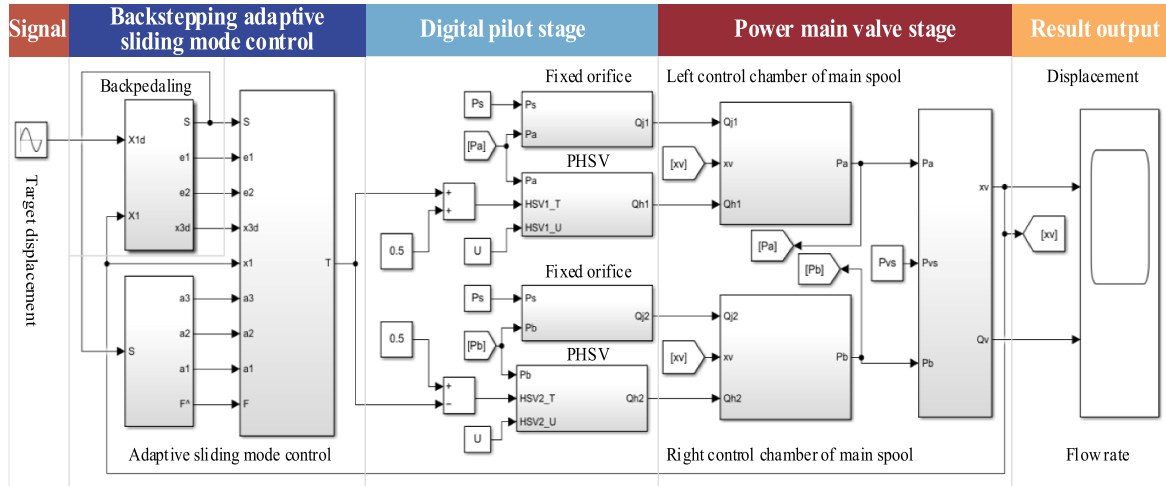 Signal
Backstepping adaptive
sliding mode control
Digital pilot stage
Power main valve stage
Result output
Target displacement
Backpedaling
X1d
X1
S
e1
e2
x3d
S
a3
a2
a1
F^
S
e1
e2
x3d
x1
a3
a2
a1
F
T
Adaptive sliding mode control
Fixed orifice
Ps
[Pa]
Ps
Pa
Qj1
PHSV
+
+
0.5
U
Pa
HSV1_T
HSV1_U
Qh1
Fixed orifice
Ps
[Pb]
Ps
Pb
Qj2
PHSV
0.5
+
−
U
Pb
HSV2_T
HSV2_U
Qh2
Left control chamber of main spool
[xv]
Qj1
xv
Qh1
Pa
[Pa]
[Pb]
Pvs
[xv]
Qj2
xv
Qh2
Pb
Right control chamber of main spool
Pa
Pvs
Pb
xv
Qv
Displacement
[xv]
Flow rate